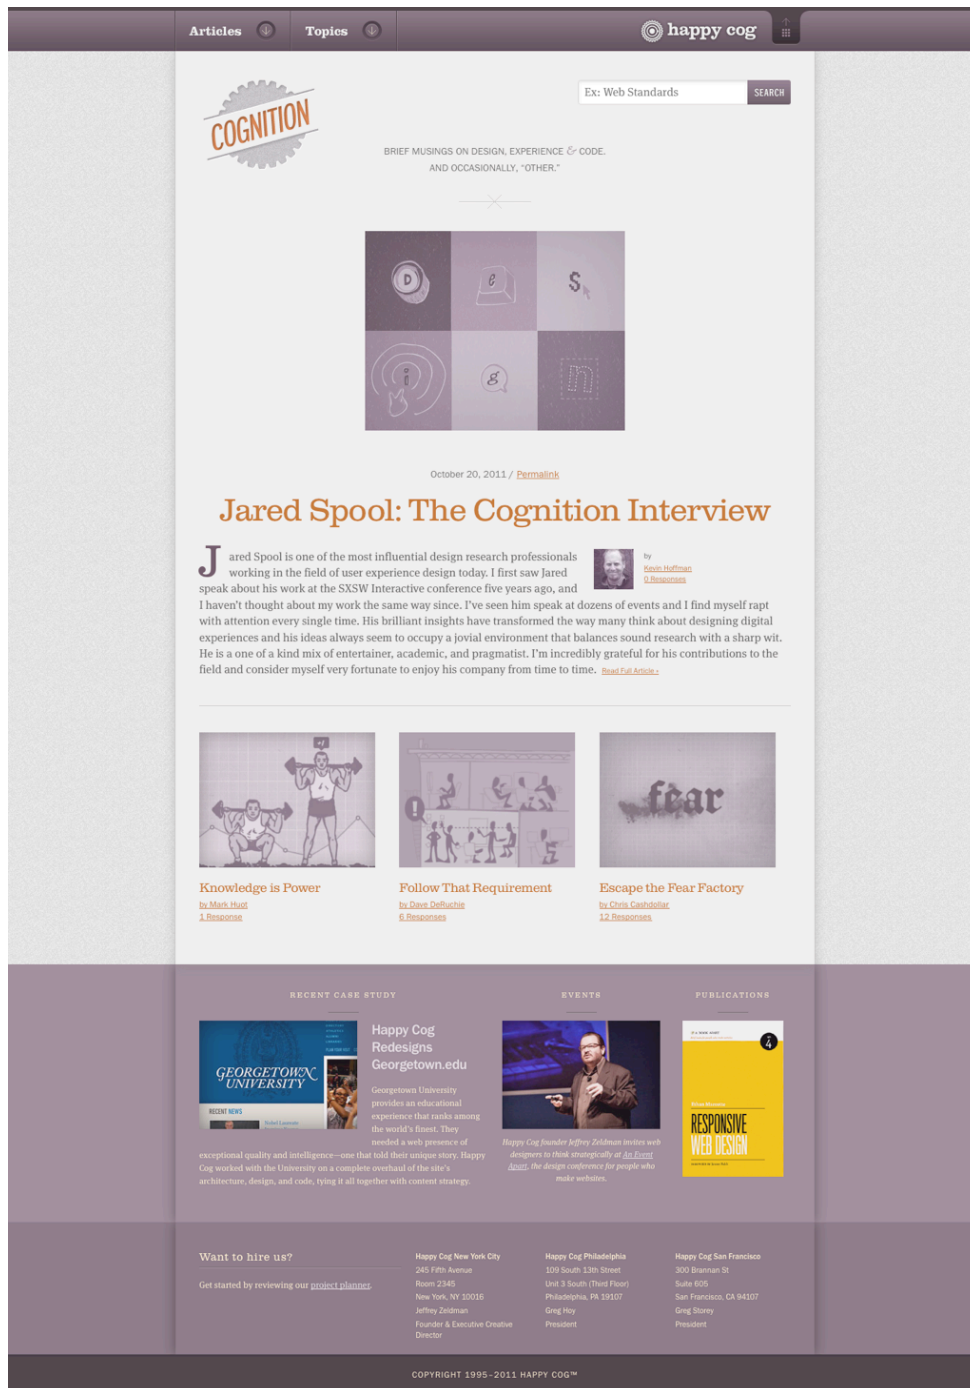 Articles
Topics
happy cog
COGNITION
Ex: Web Standards
SEARCH
BRIEF MUSINGS ON DESIGN, EXPERIENCE & CODE.
AND OCCASIONALLY, “OTHER.”
D e s
i g n
October 20, 2011 / Permalink
Jared Spool: The Cognition Interview
Jared Spool is one of the most influential design research professionals
working in the field of user experience design today. I first saw Jared
speak about his work at the SXSW Interactive conference five years ago, and
I haven’t thought about my work the same way since. I’ve seen him speak at dozens of events and I find myself rapt
with attention every single time. His brilliant insights have transformed the way many think about designing digital
experiences and his ideas always seem to occupy a jovial environment that balances sound research with a sharp wit.
He is a one of a kind mix of entertainer, academic, and pragmatist. I’m incredibly grateful for his contributions to the
field and consider myself very fortunate to enjoy his company from time to time. Read Full Article »
by
Kevin Hoffman
0 Responses
fear
Knowledge is Power
by Mark Huot
1 Response
Follow That Requirement
by Dave DeRuchie
6 Responses
Escape the Fear Factory
by Chris Cashdollar
12 Responses
RECENT CASE STUDY
GEORGETOWN
UNIVERSITY
RECENT NEWS
Happy Cog
Redesigns
Georgetown.edu
Georgetown University
provides an educational
experience that ranks among
the world’s finest. They
needed a web presence of
exceptional quality and intelligence—one that told their unique story. Happy
Cog worked with the University on a complete overhaul of the site’s
architecture, design, and code, tying it all together with content strategy.
EVENTS
Happy Cog founder Jeffrey Zeldman invites web
designers to think strategically at An Event
Apart, the design conference for people who
make websites.
PUBLICATIONS
4
RESPONSIVE
WEB DESIGN
Want to hire us?
Get started by reviewing our project planner.
Happy Cog New York City
245 Fifth Avenue
Room 2345
New York, NY 10016
Jeffrey Zeldman
Founder & Executive Creative
Director
Happy Cog Philadelphia
109 South 13th Street
Unit 3 South (Third Floor)
Philadelphia, PA 19107
Greg Hoy
President
Happy Cog San Francisco
300 Brannan St
Suite 605
San Francisco, CA 94107
Greg Storey
President
COPYRIGHT 1995-2011 HAPPY COG™